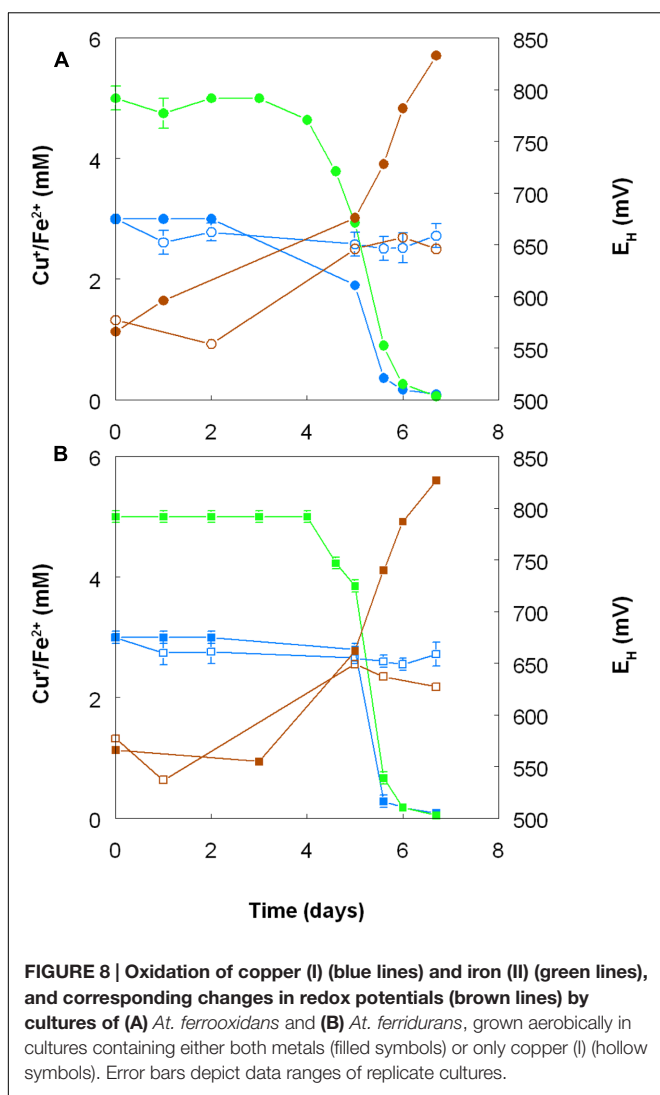 A
6
4
2
0
Cu⁺/Fe²⁺ (mM)
850
800
750
700
650
600
550
500
E_H (mV)
0 2 4 6 8
B
6
4
2
0
Cu⁺/Fe²⁺ (mM)
850
800
750
700
650
600
550
500
E_H (mV)
0 2 4 6 8
Time (days)
FIGURE 8 | Oxidation of copper (I) (blue lines) and iron (II) (green lines),
and corresponding changes in redox potentials (brown lines) by
cultures of (A) At. ferrooxidans and (B) At. ferridurans, grown aerobically in
cultures containing either both metals (filled symbols) or only copper (I) (hollow
symbols). Error bars depict data ranges of replicate cultures.